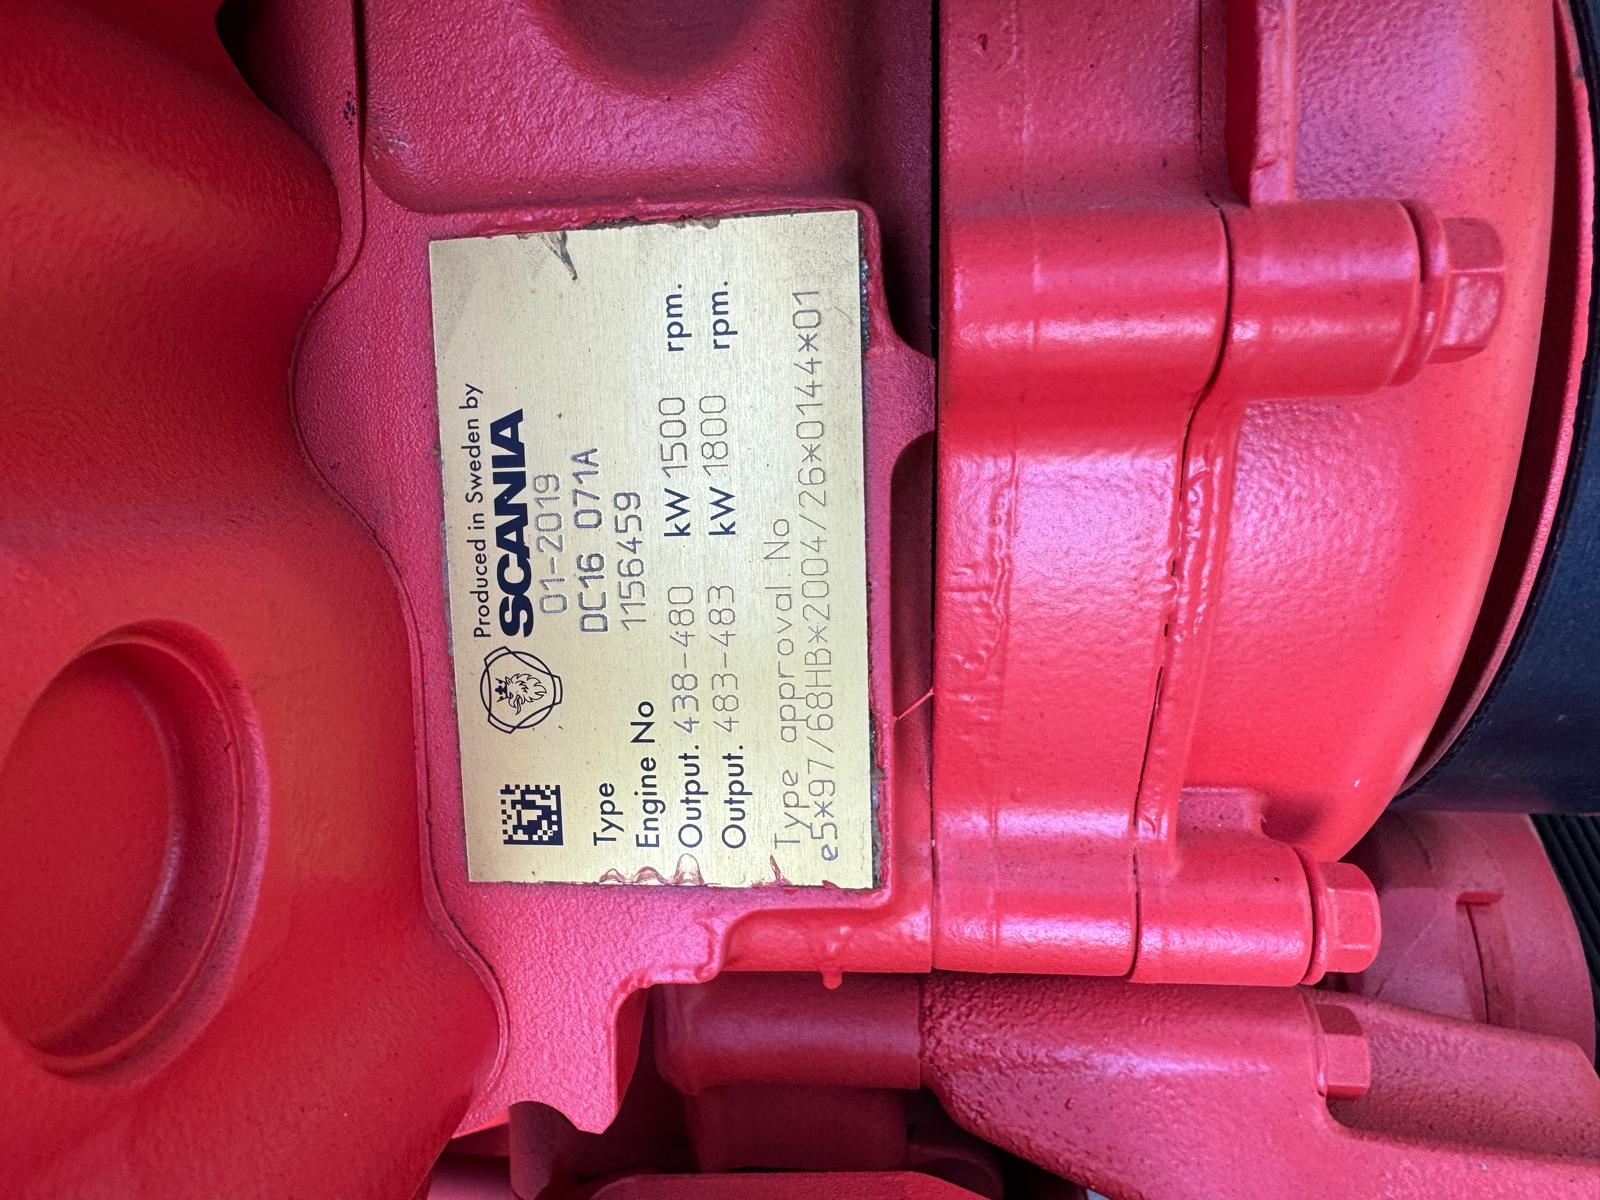 Produced in Sweden by
SCANIA
01-2019
Type DC16 071A
Engine No 1156459
Output. 438-480 kW 1500 rpm.
Output. 483-483 kW 1800 rpm.
Type approval.No
e5*97/68HB*2004/26*0144*01